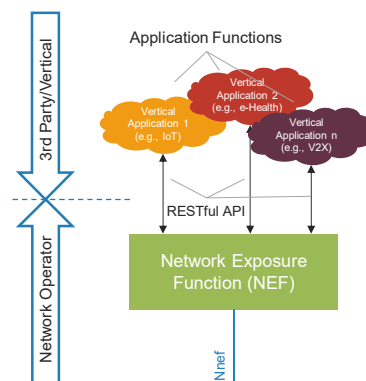 Application Functions
Vertical
Application 2
(e.g., e-Health)
Vertical
Application 1
(e.g., IoT)
Vertical
Application n
(e.g., V2X)
3rd Party/Vertical
RESTful API
Network Operator
Network Exposure
Function (NEF)
Nnef